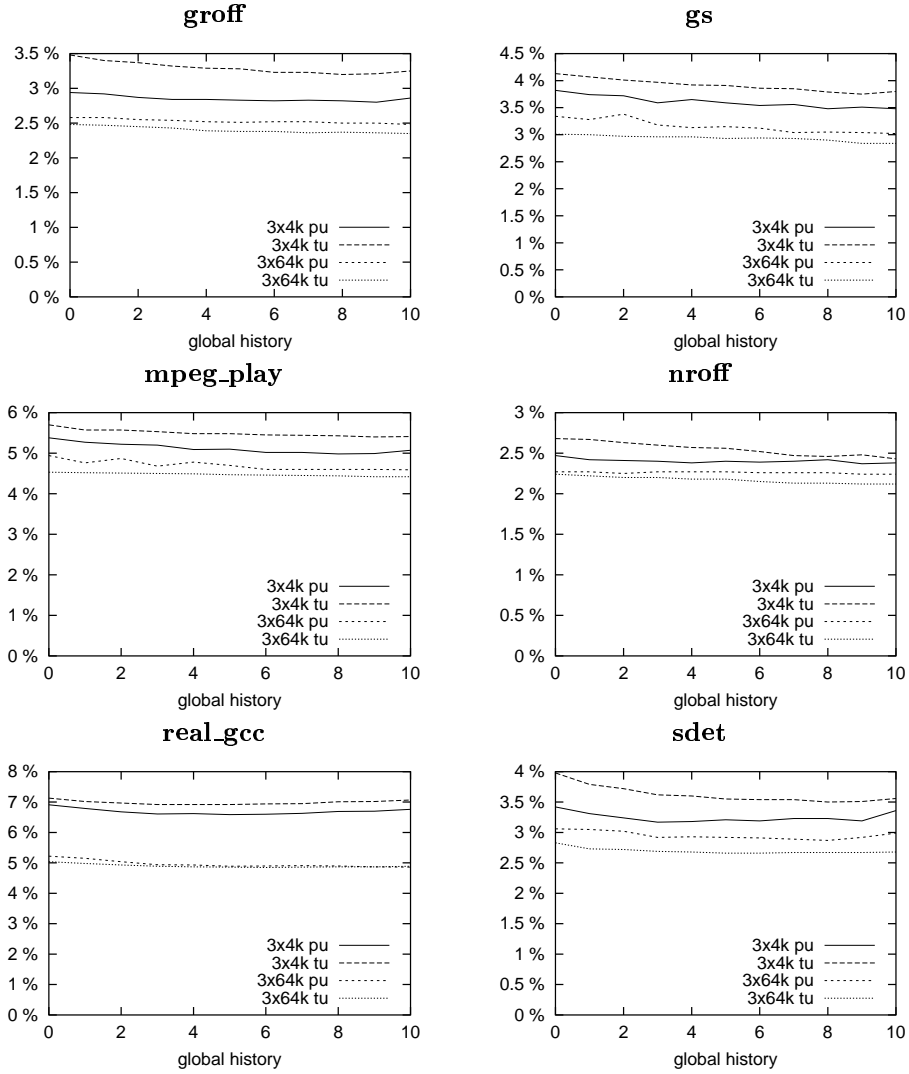 groff
3.5 %
3 %
2.5 %
2 %
1.5 %
1 %
0.5 %
0 %
3x4k pu
3x4k tu
3x64k pu
3x64k tu
0 2 4 6 8 10
global history
gs
4.5 %
4 %
3.5 %
3 %
2.5 %
2 %
1.5 %
1 %
0.5 %
0 %
3x4k pu
3x4k tu
3x64k pu
3x64k tu
0 2 4 6 8 10
global history
mpeg_play
6 %
5 %
4 %
3 %
2 %
1 %
0 %
3x4k pu
3x4k tu
3x64k pu
3x64k tu
0 2 4 6 8 10
global history
nroff
3 %
2.5 %
2 %
1.5 %
1 %
0.5 %
0 %
3x4k pu
3x4k tu
3x64k pu
3x64k tu
0 2 4 6 8 10
global history
real_gcc
8 %
7 %
6 %
5 %
4 %
3 %
2 %
1 %
0 %
3x4k pu
3x4k tu
3x64k pu
3x64k tu
0 2 4 6 8 10
global history
sdet
4 %
3.5 %
3 %
2.5 %
2 %
1.5 %
1 %
0.5 %
0 %
3x4k pu
3x4k tu
3x64k pu
3x64k tu
0 2 4 6 8 10
global history